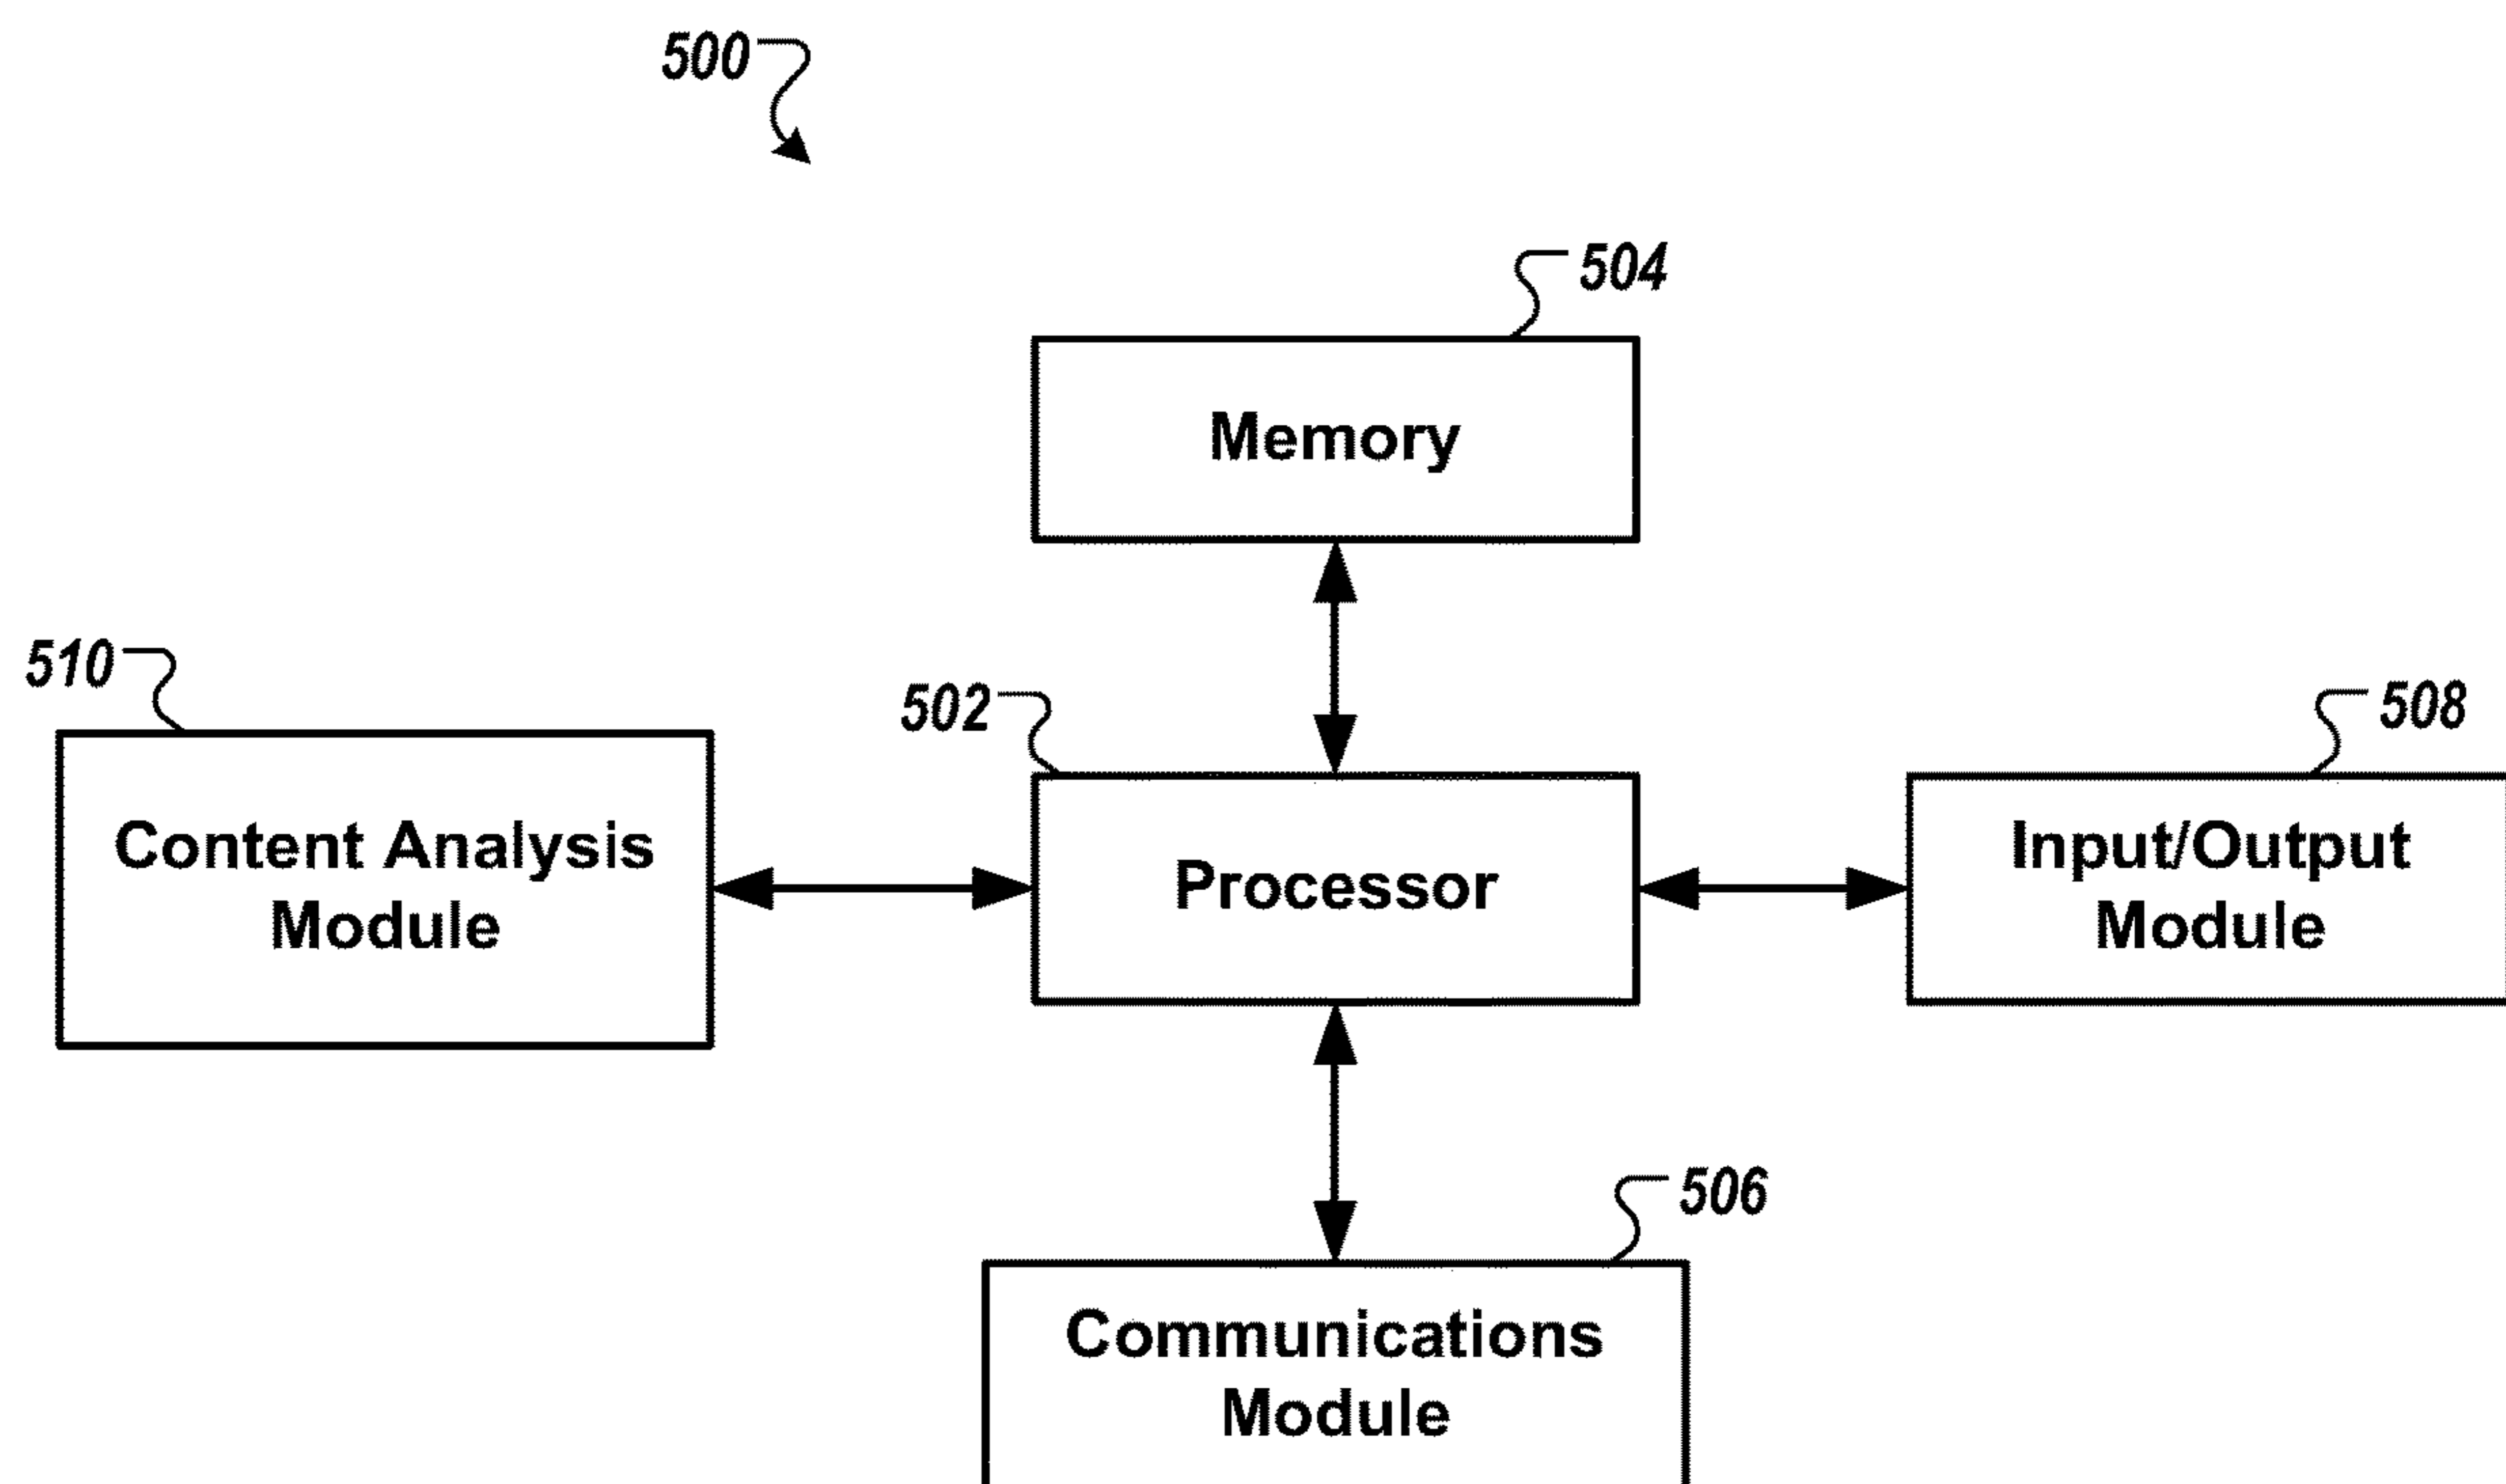 500
504
Memory
510
502
508
Content Analysis
Module
Processor
Input/Output
Module
506
Communications
Module